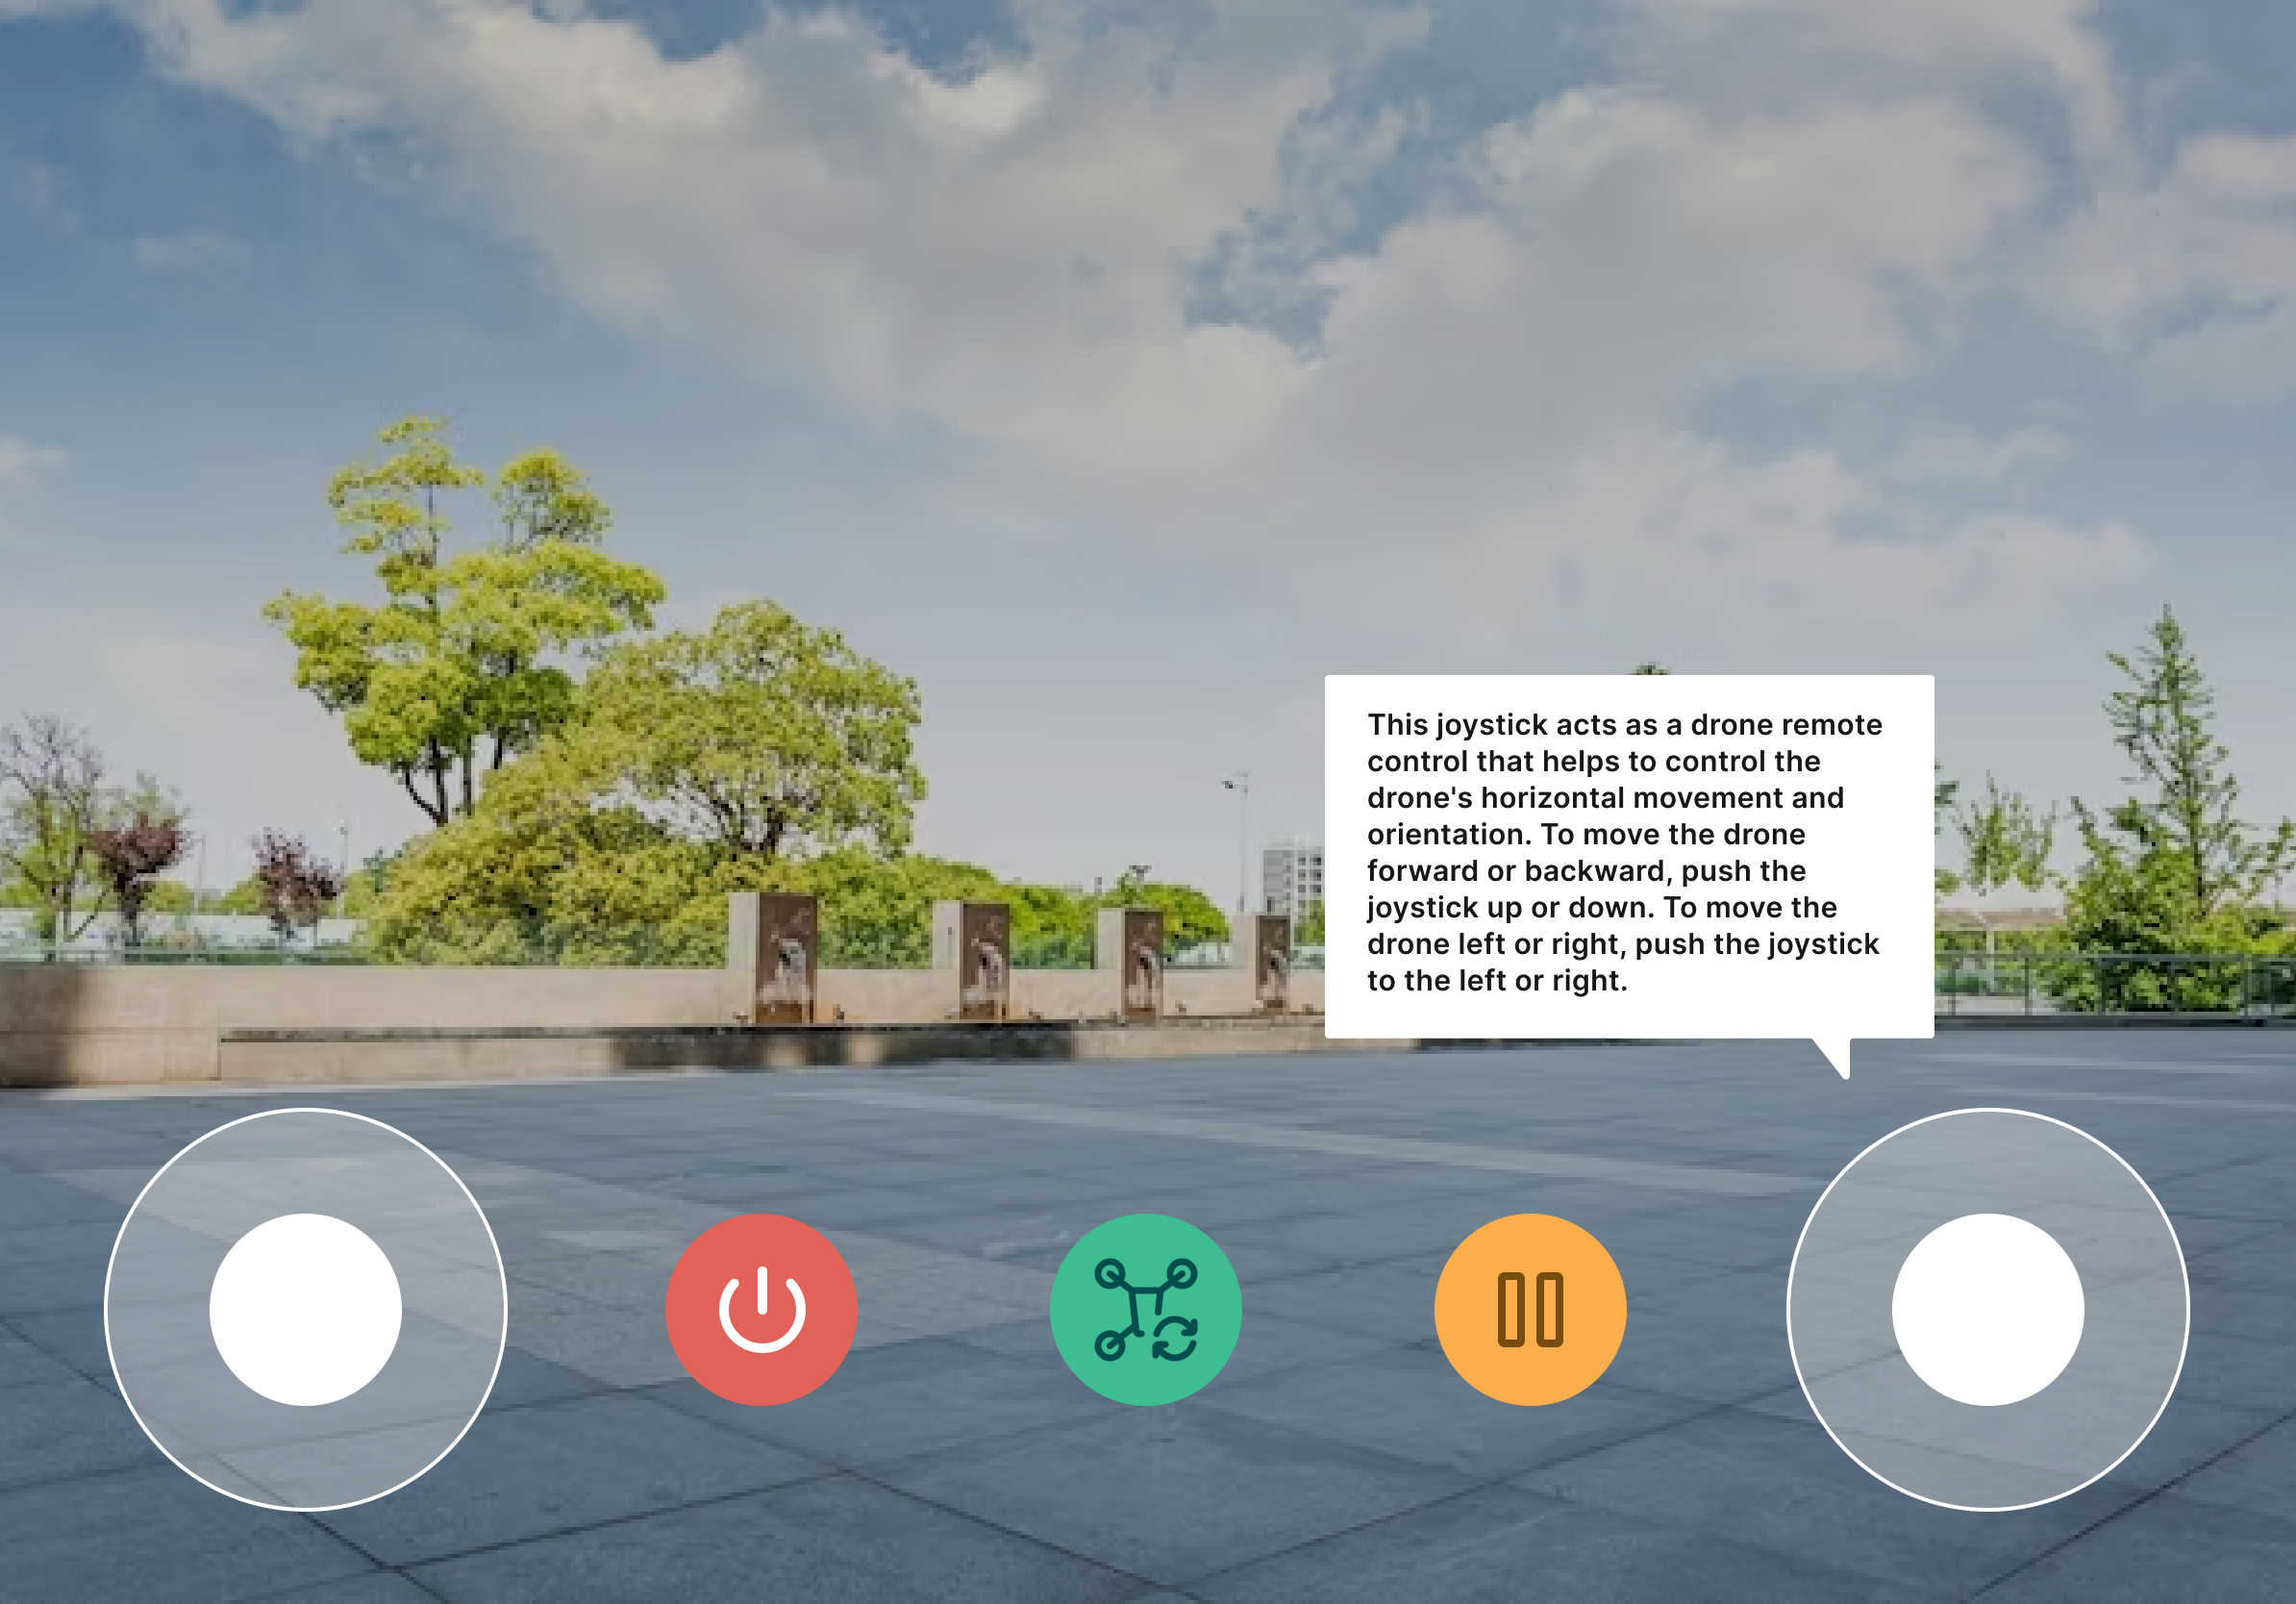 This joystick acts as a drone remote
control that helps to control the
drone's horizontal movement and
orientation. To move the drone
forward or backward, push the
joystick up or down. To move the
drone left or right, push the joystick
to the left or right.